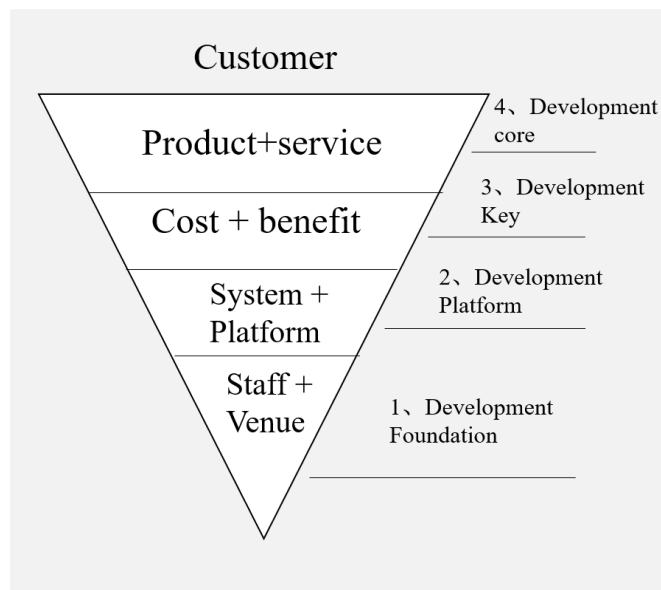 Customer
Product+service
4、Development
core
Cost + benefit
3、Development
Key
System +
Platform
2、Development
Platform
Staff +
Venue
1、Development
Foundation